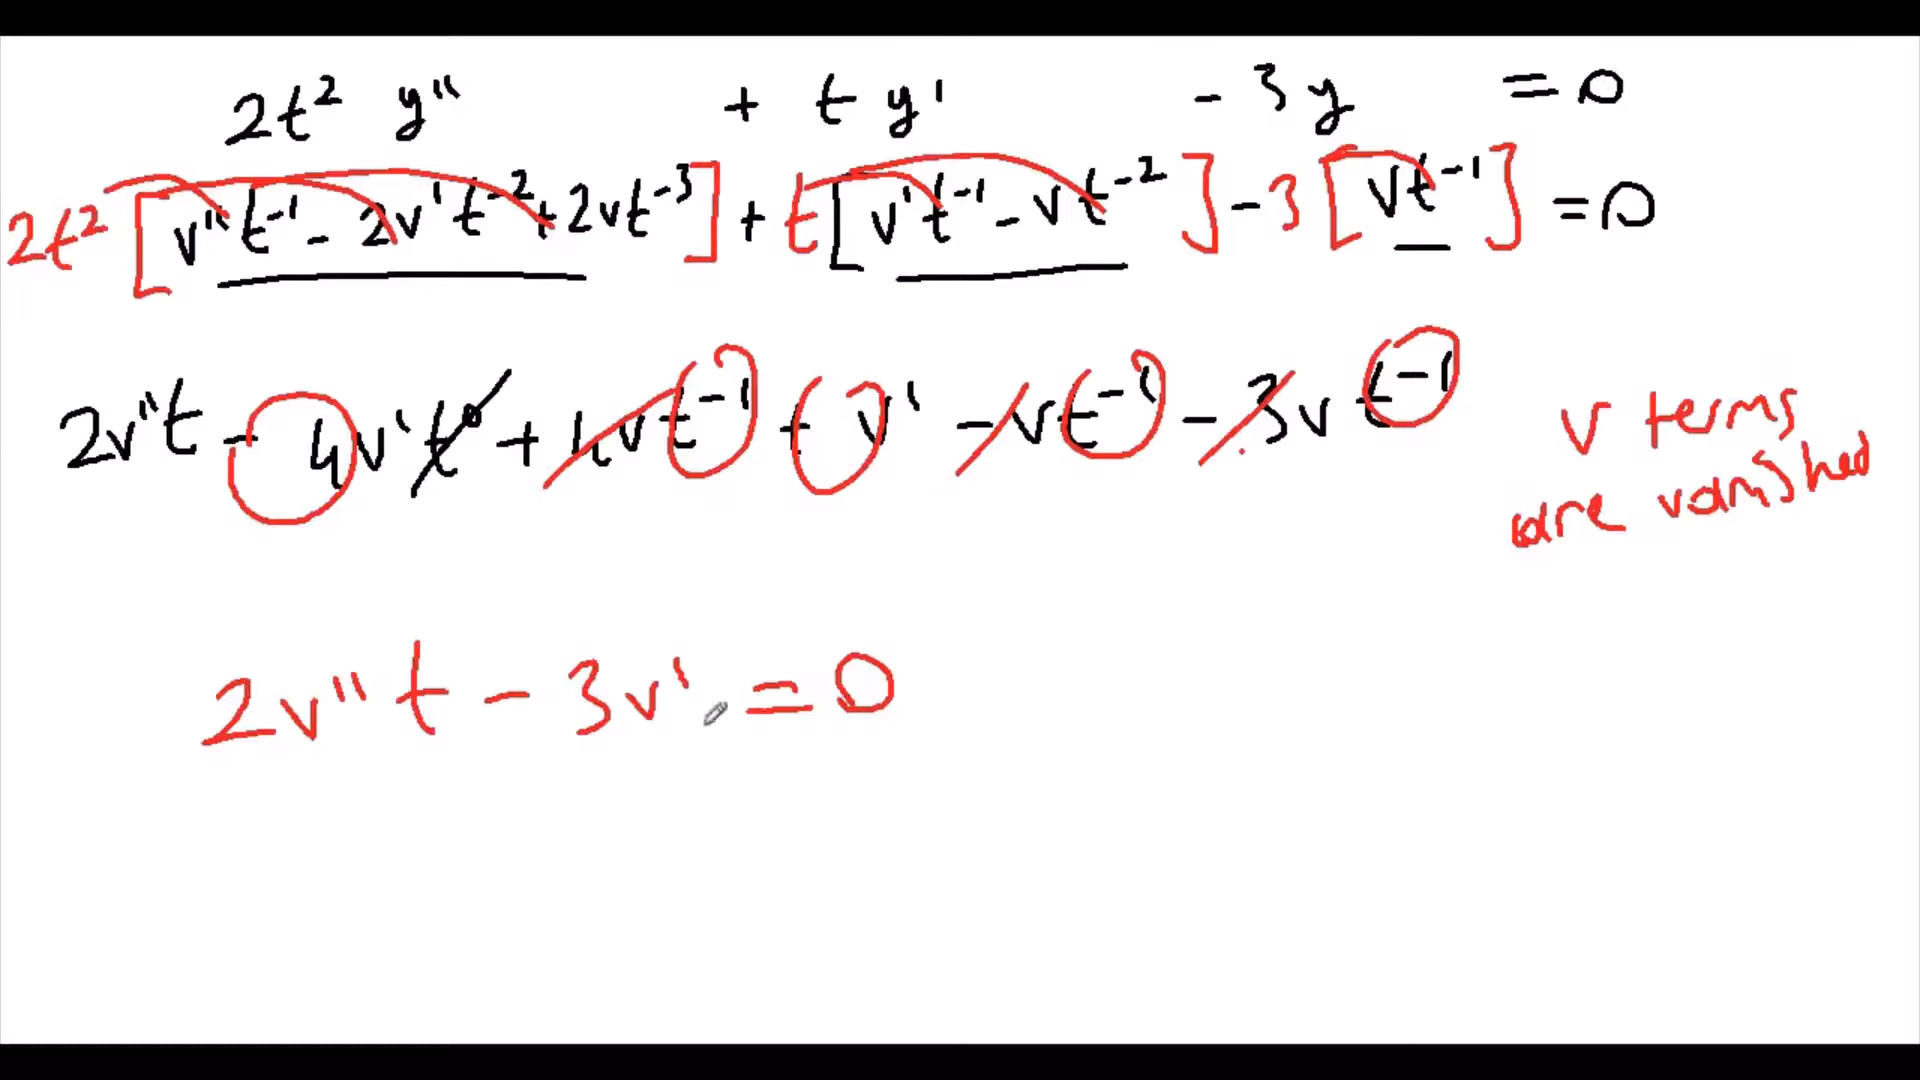 2t² y'' + t y' - 3y = 0
2t² [v''t⁻¹ - 2v't⁻² + 2vt⁻³] + t[v't⁻¹ - vt⁻²] - 3[vt⁻¹] = 0
2v''t - 4v't⁰ + 4vt⁻¹ + v' - vt⁻¹ - 3vt⁻¹
v terms
are vanished
2v''t - 3v' = 0